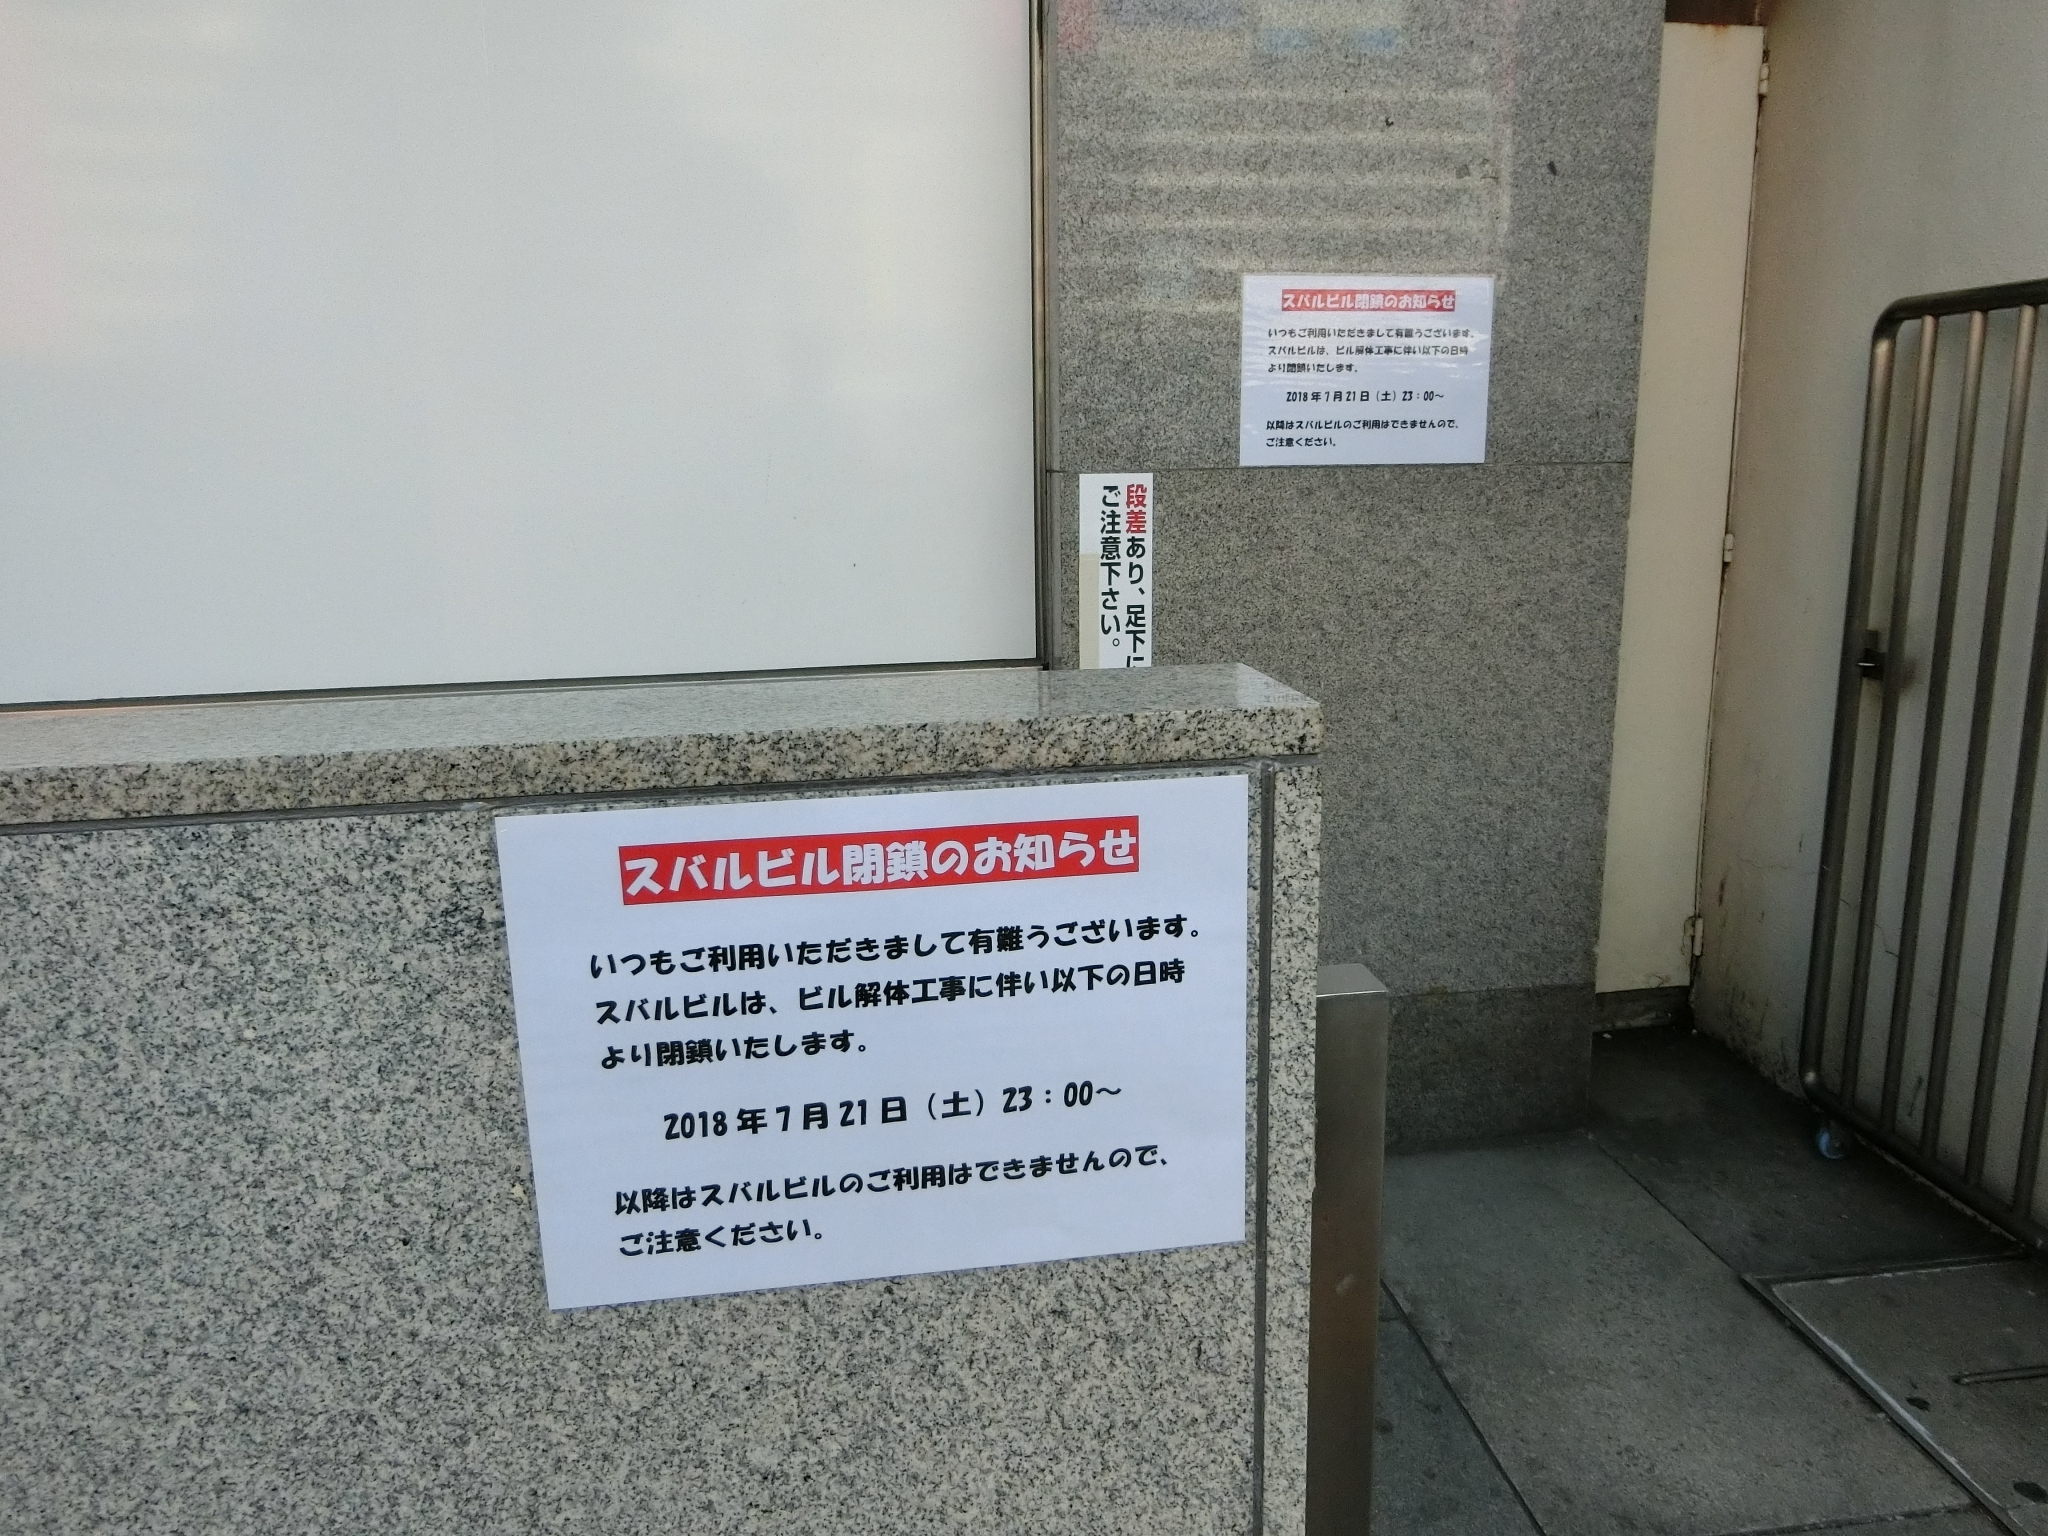 スバルビル閉鎖のお知らせ
いつもご利用いただきまして有難うございます。
スバルビルは、ビル解体工事に伴い以下の日時
より閉鎖いたします。
2018年7月21日（土）23：00～
以降はスバルビルのご利用はできませんので、
ご注意ください。
段差あり、足下に
ご注意下さい。
スバルビル閉鎖のお知らせ
いつもご利用いただきまして有難うございます。
スバルビルは、ビル解体工事に伴い以下の日時
より閉鎖いたします。
2018年7月21日（土）23：00～
以降はスバルビルのご利用はできませんので、
ご注意ください。